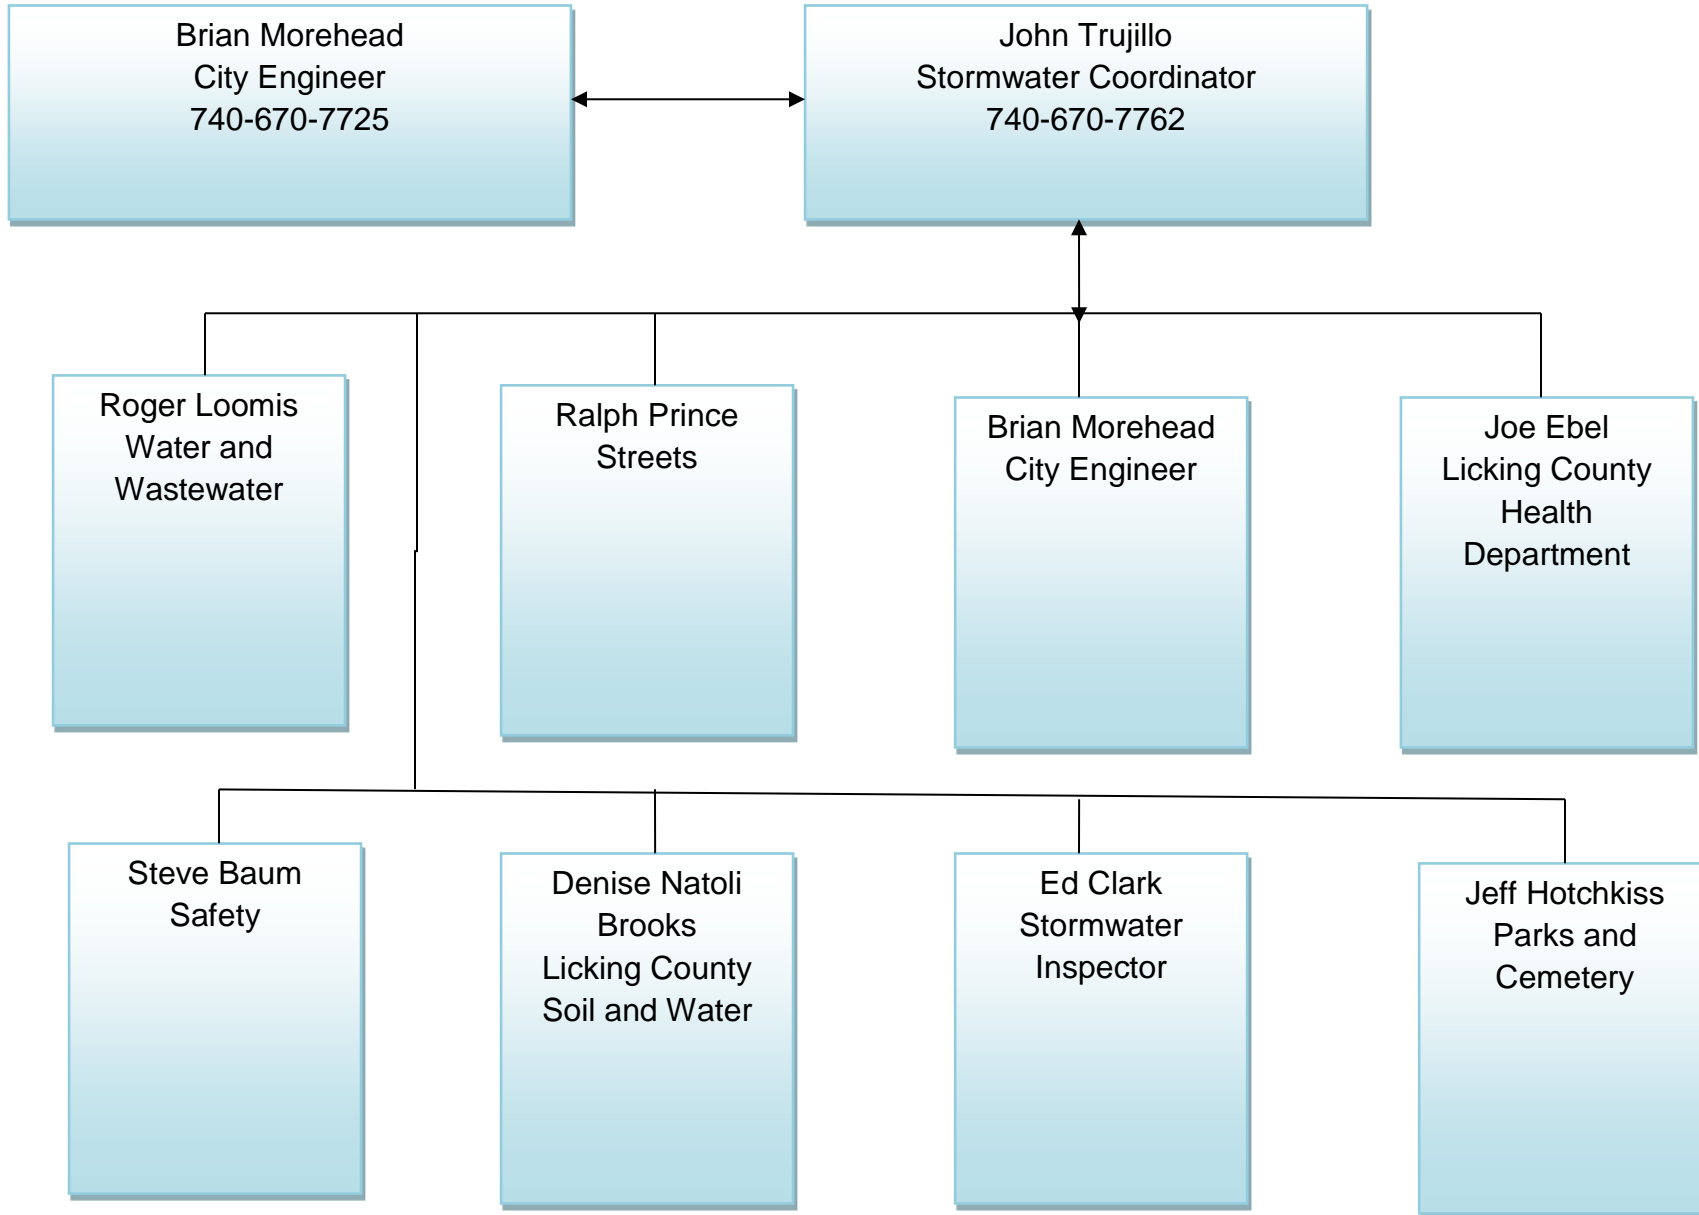 Brian Morehead
City Engineer
740-670-7725
John Trujillo
Stormwater Coordinator
740-670-7762
Roger Loomis
Water and
Wastewater
Ralph Prince
Streets
Brian Morehead
City Engineer
Joe Ebel
Licking County
Health
Department
Steve Baum
Safety
Denise Natoli
Brooks
Licking County
Soil and Water
Ed Clark
Stormwater
Inspector
Jeff Hotchkiss
Parks and
Cemetery